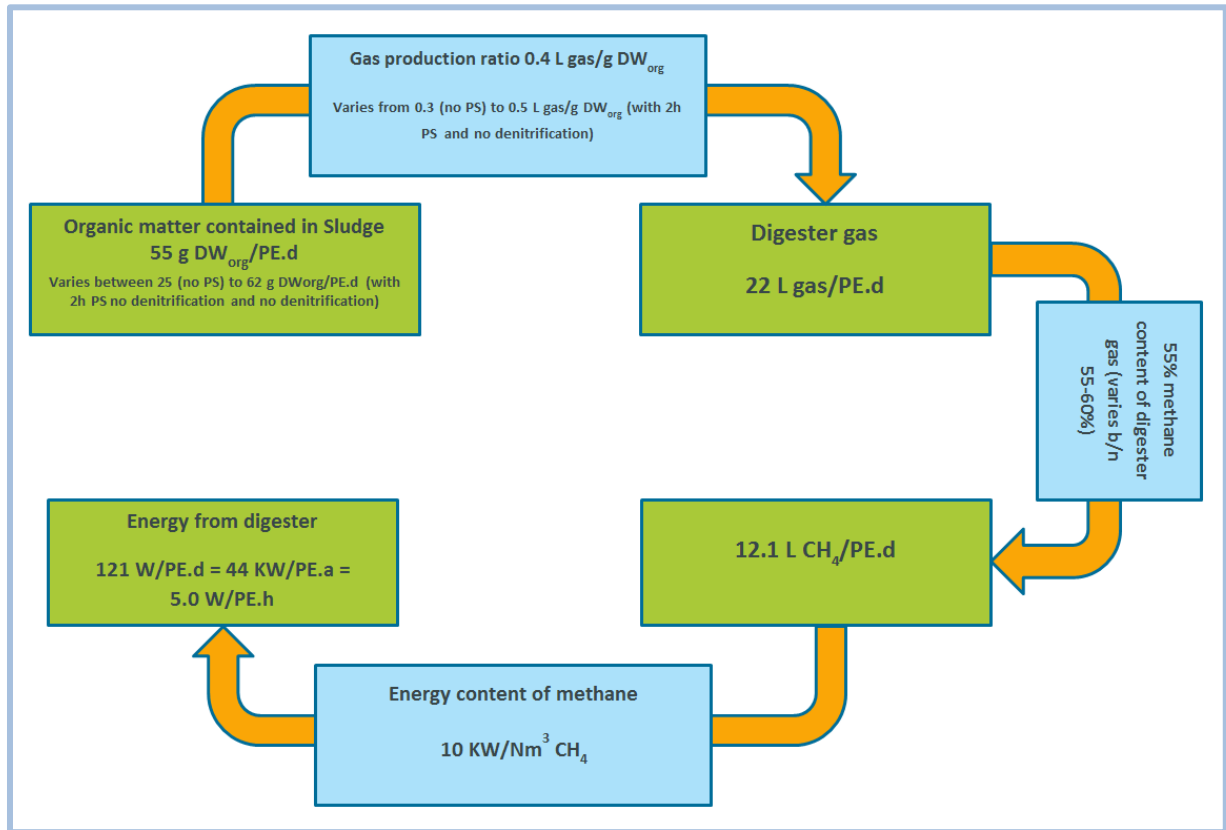 Gas production ratio 0.4 L gas/g DWorg
Varies from 0.3 (no PS) to 0.5 L gas/g DWorg (with 2h
PS and no denitrification)
Organic matter contained in Sludge
55 g DWorg/PE.d
Varies between 25 (no PS) to 62 g DWorg/PE.d (with
2h PS no denitrification and no denitrification)
Digester gas
22 L gas/PE.d
55% methane
content of digester
gas (varies b/n
55-60%)
12.1 L CH4/PE.d
Energy content of methane
10 KW/Nm3 CH4
Energy from digester
121 W/PE.d = 44 KW/PE.a =
5.0 W/PE.h